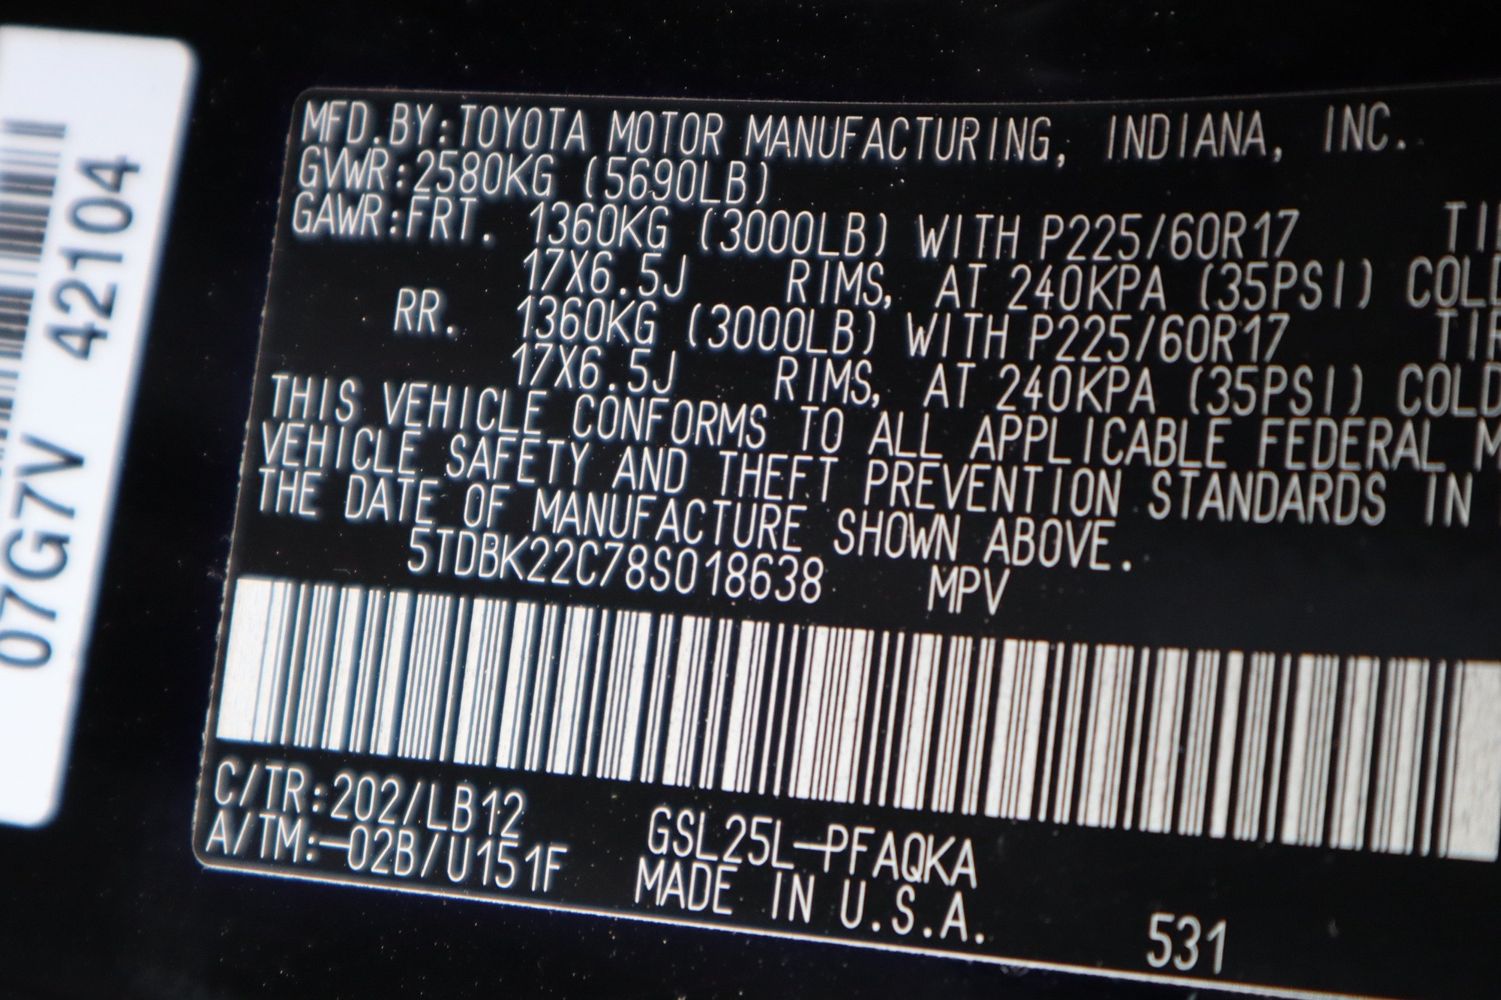 MFD.BY:TOYOTA MOTOR MANUFACTURING, INDIANA, INC.
GVWR:2580KG (5690LB)
GAWR:FRT. 1360KG (3000LB) WITH P225/60R17
17X6.5J RIMS, AT 240KPA (35PSI) COLD
RR. 1360KG (3000LB) WITH P225/60R17
17X6.5J RIMS, AT 240KPA (35PSI) COLD
THIS VEHICLE CONFORMS TO ALL APPLICABLE FEDERAL
VEHICLE SAFETY AND THEFT PREVENTION STANDARDS IN
THE DATE OF MANUFACTURE SHOWN ABOVE.
5TDBK22C78S018638 MPV
C/TR:202/LB12
A/TM:-02B/U151F
GSL25L-PFAQKA
MADE IN U.S.A.
531
07G7V 42104